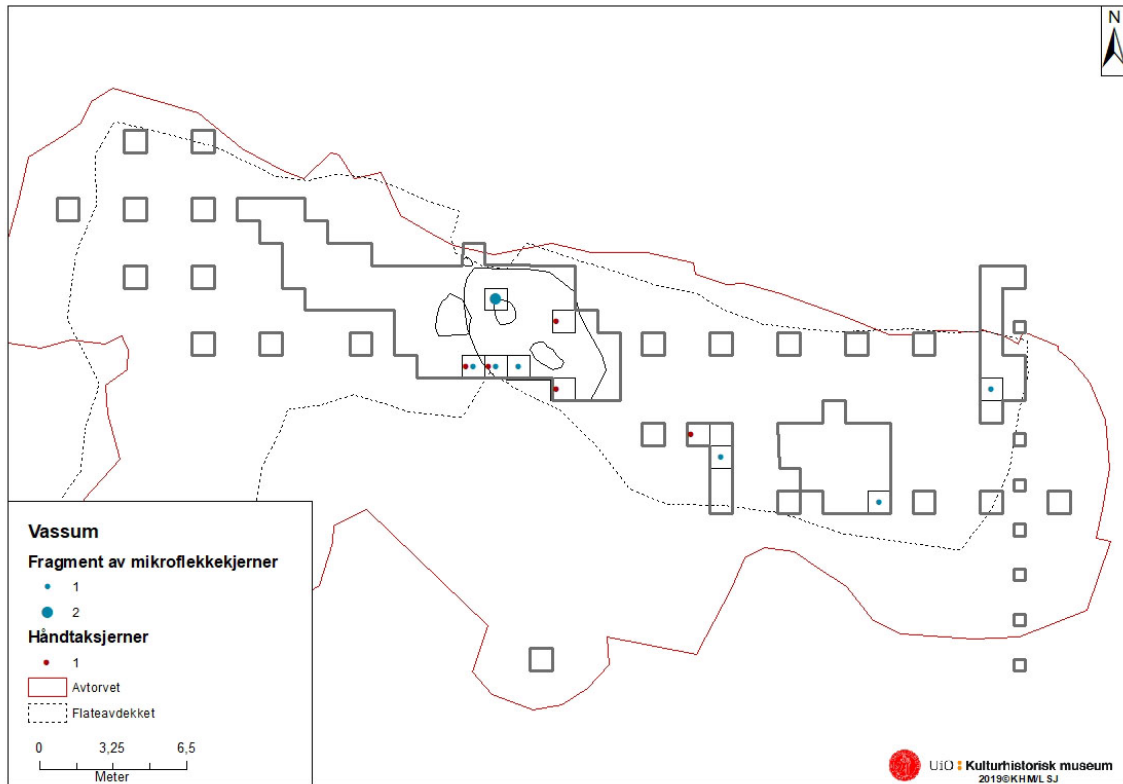 N
Vassum
Fragment av mikroflekkekjerner
1
2
Håndtaksjerner
1
Avtorvet
Flateavdekket
0 3,25 6,5
Meter
UiO : Kulturhistorisk museum
2019©KHM/LSJ